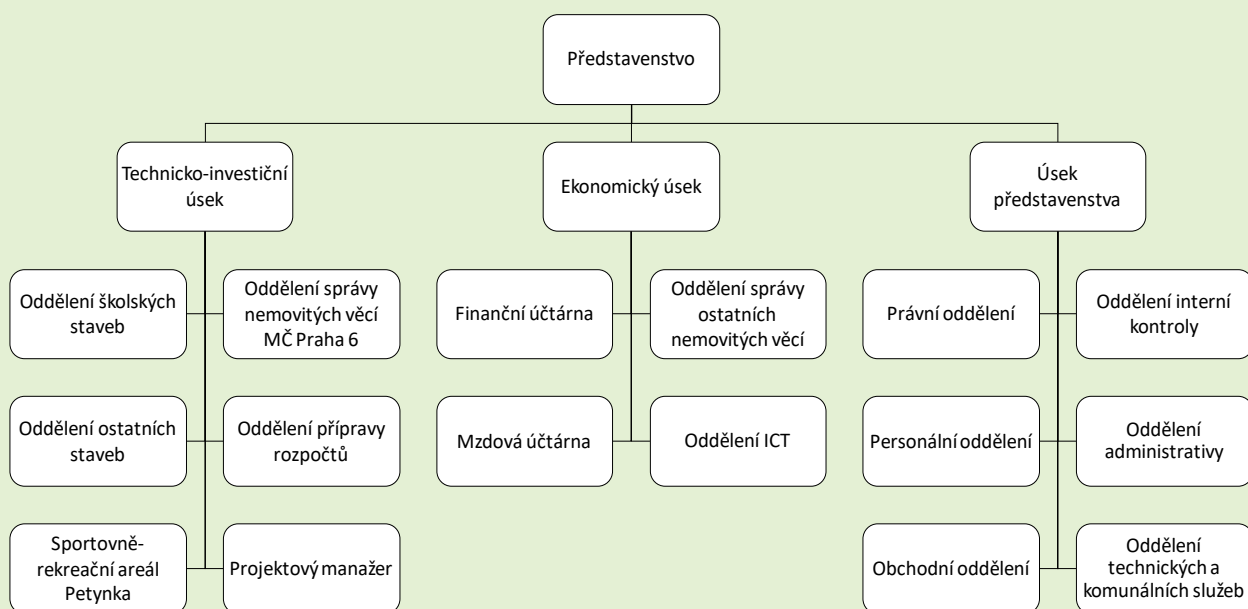 Představenstvo
Technicko-investiční
úsek
Ekonomický úsek
Úsek
představenstva
Oddělení školských
staveb
Oddělení správy
nemovitých věcí
MČ Praha 6
Finanční účtárna
Oddělení správy
ostatních
nemovitých věcí
Právní oddělení
Oddělení interní
kontroly
Oddělení ostatních
staveb
Oddělení přípravy
rozpočtů
Mzdová účtárna
Oddělení ICT
Personální oddělení
Oddělení
administrativy
Sportovně-
rekreační areál
Petynka
Projektový manažer
Obchodní oddělení
Oddělení
technických a
komunálních služeb